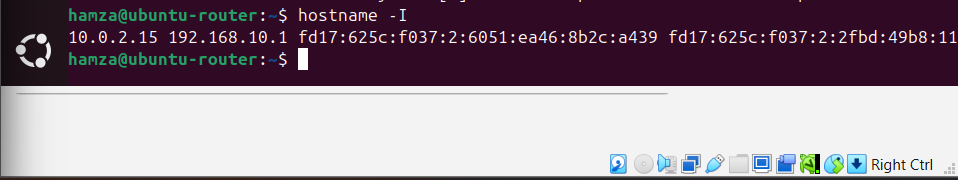 hamza@ubuntu-router:~$ hostname -I
10.0.2.15 192.168.10.1 fd17:625c:f037:2:6051:ea46:8b2c:a439 fd17:625c:f037:2:2fbd:49b8:11
hamza@ubuntu-router:~$
Right Ctrl